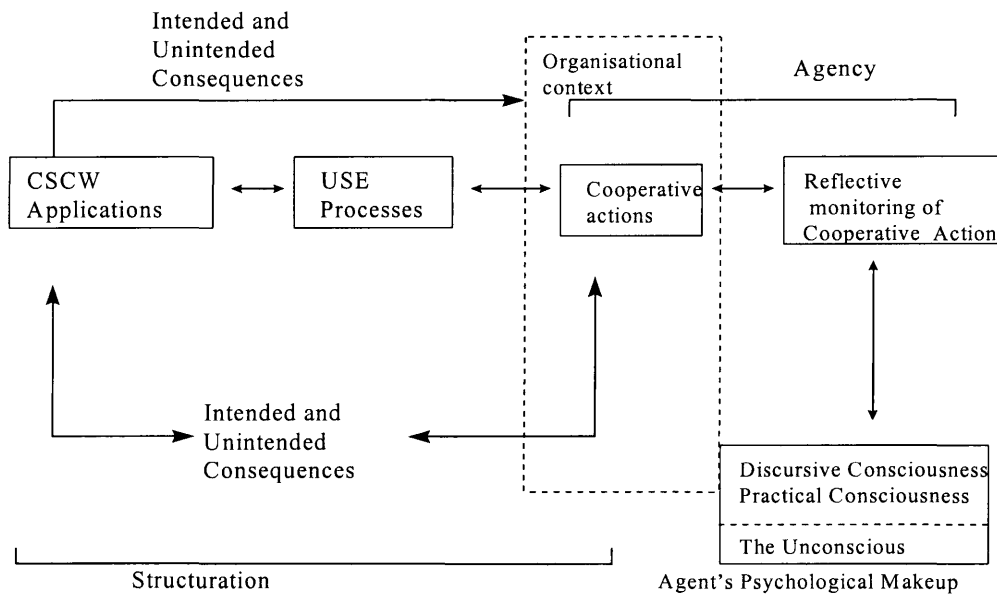 Intended and
Unintended
Consequences
Organisational
context
Agency
CSCW
Applications
USE
Processes
Cooperative
actions
Reflective
monitoring of
Cooperative Action
Intended and
Unintended
Consequences
Discursive Consciousness
Practical Consciousness
The Unconscious
Structuration
Agent's Psychological Makeup